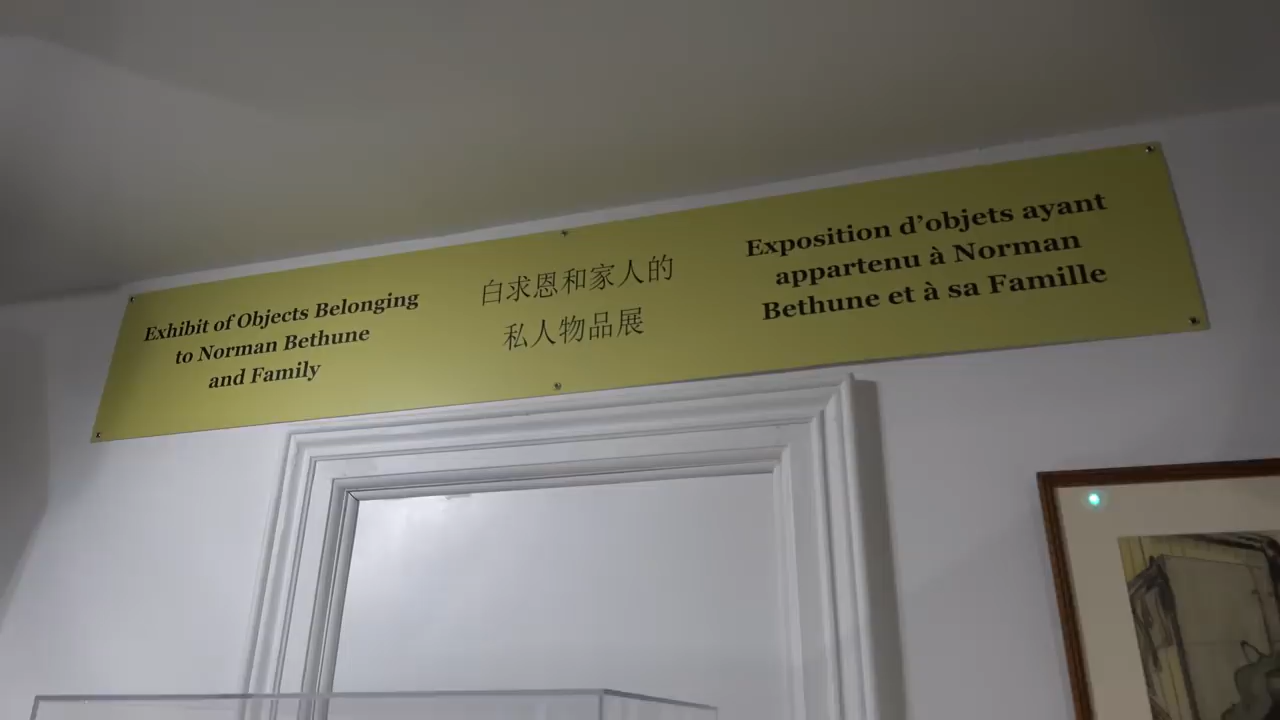 Exhibit of Objects Belonging
to Norman Bethune
and Family
白求恩和家人的
私人物品展
Exposition d’objets ayant
appartenu à Norman
Bethune et à sa Famille